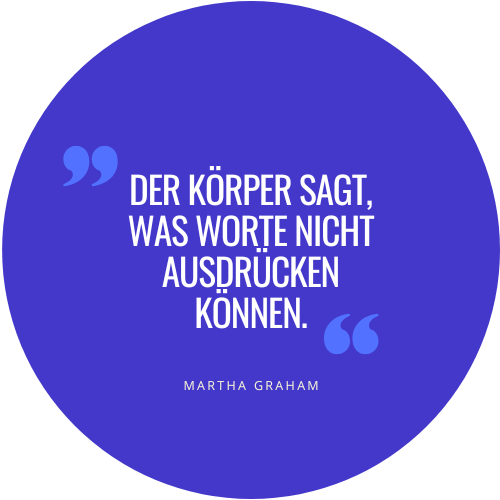 ”
DER KÖRPER SAGT,
WAS WORTE NICHT
AUSDRÜCKEN
KÖNNEN.
“
MARTHA GRAHAM